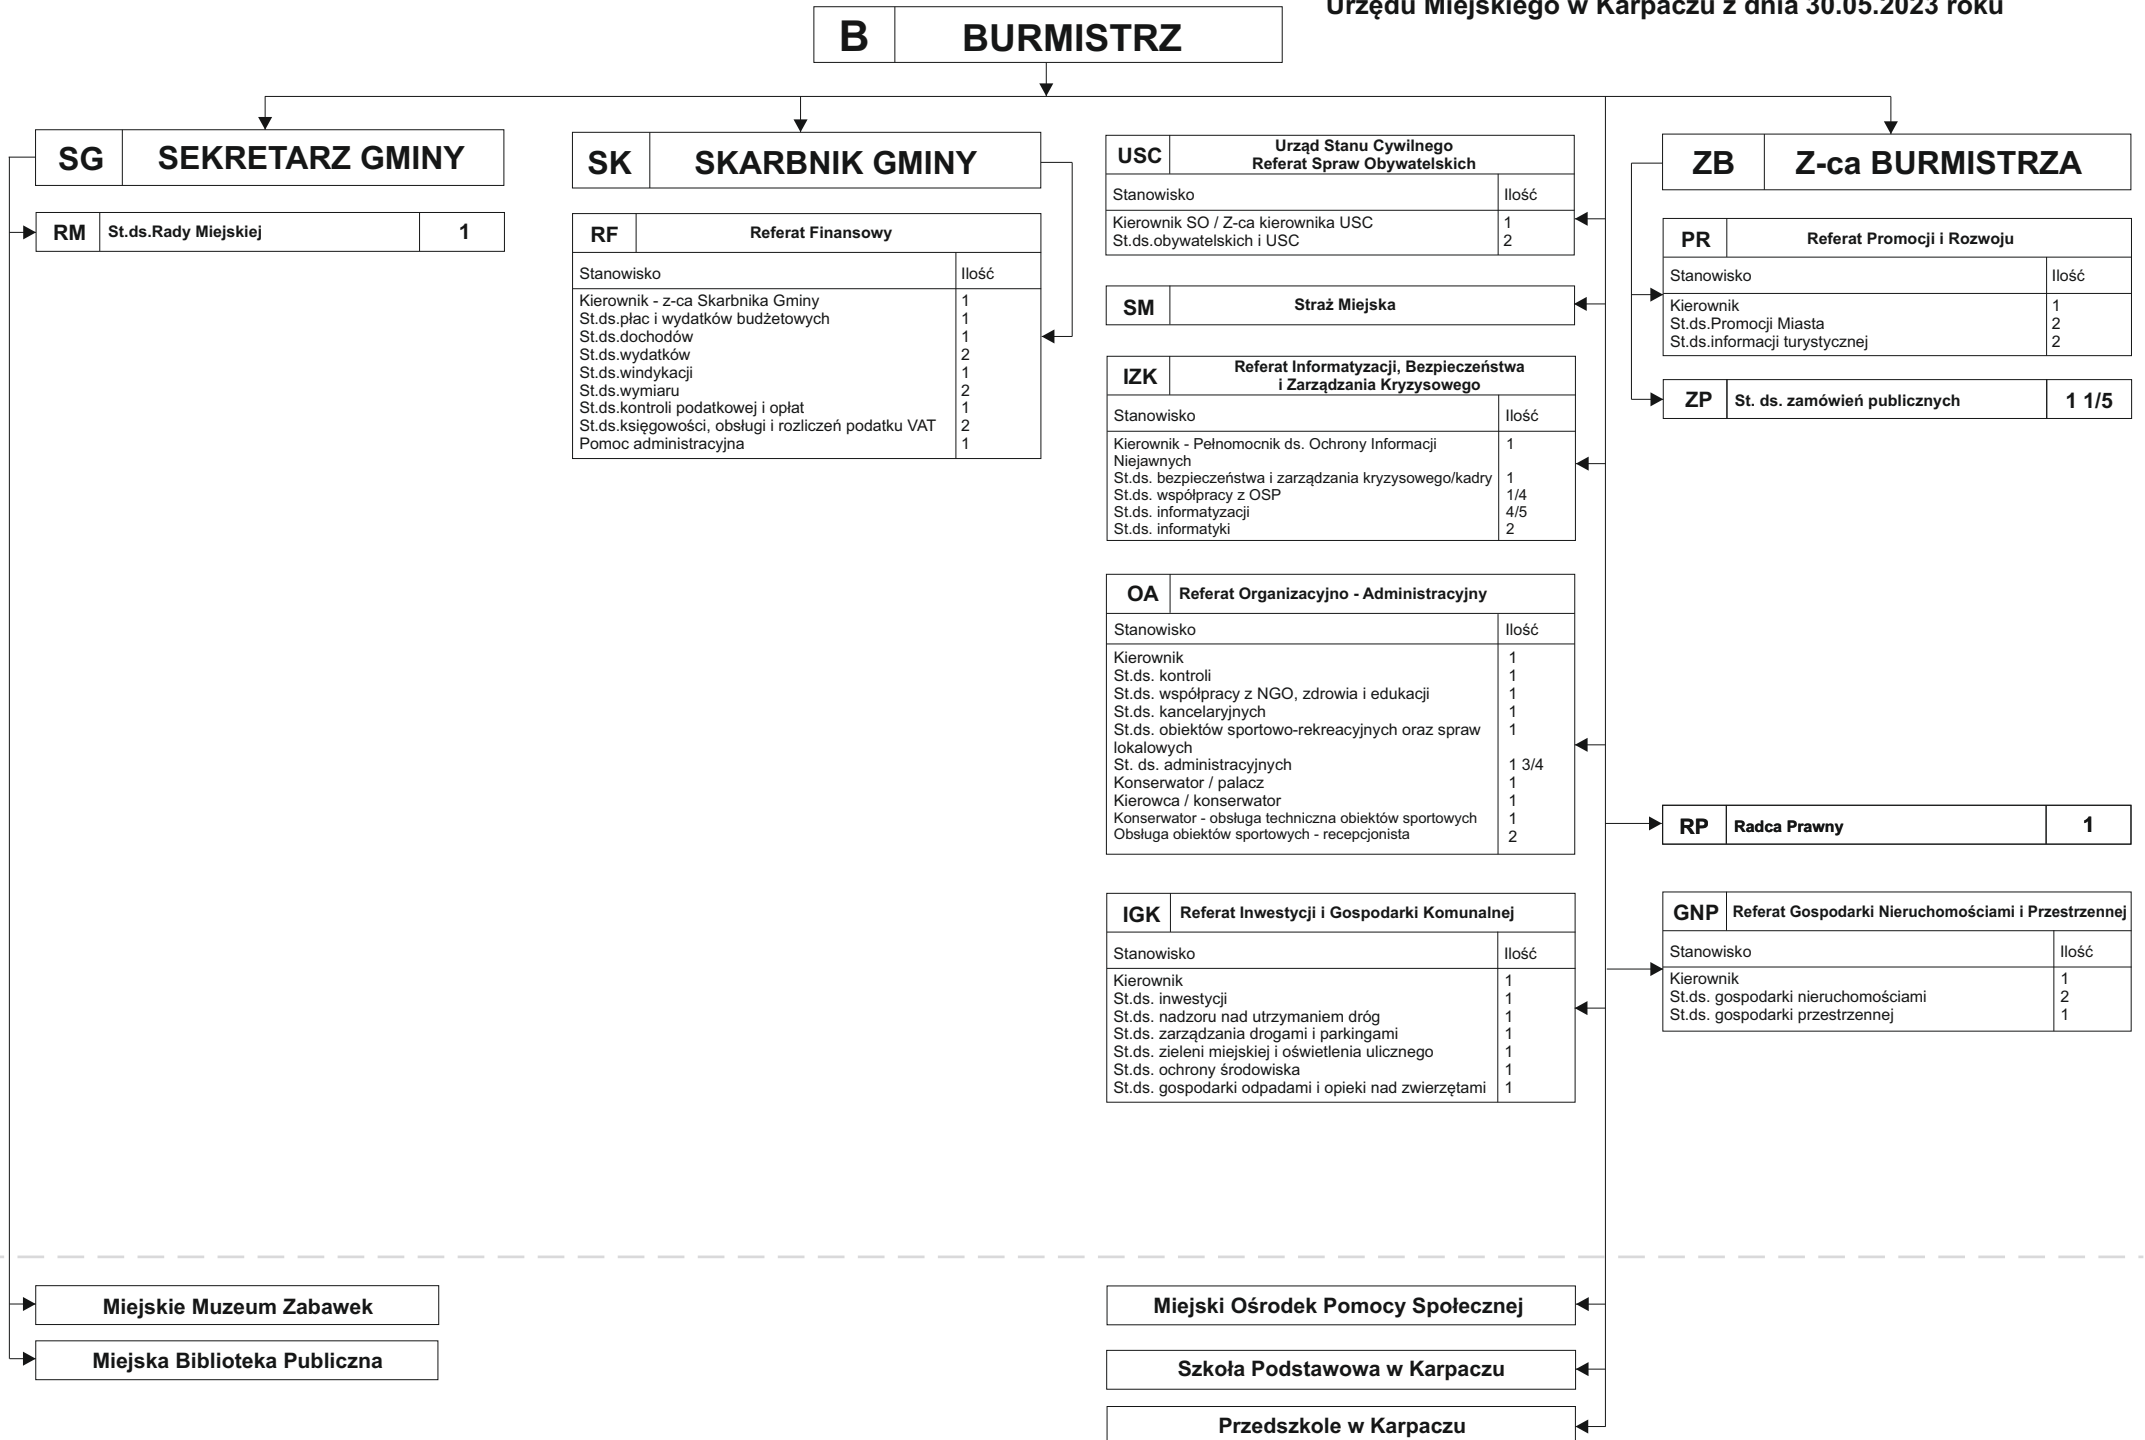 Urzędu Miejskiego w Karpaczu z dnia 30.05.2023 roku
B BURMISTRZ
SG SEKRETARZ GMINY
RM St.ds.Rady Miejskiej 1
SK SKARBNIK GMINY
RF Referat Finansowy
Stanowisko Ilość
Kierownik - z-ca Skarbnika Gminy 1
St.ds.płac i wydatków budżetowych 1
St.ds.dochodów 1
St.ds.wydatków 2
St.ds.windykacji 1
St.ds.wymiaru 2
St.ds.kontroli podatkowej i opłat 1
St.ds.księgowości, obsługi i rozliczeń podatku VAT 2
Pomoc administracyjna 1
USC Urząd Stanu Cywilnego
Referat Spraw Obywatelskich
Stanowisko Ilość
Kierownik SO / Z-ca kierownika USC 1
St.ds.obywatelskich i USC 2
SM Straż Miejska
IZK Referat Informatyzacji, Bezpieczeństwa
i Zarządzania Kryzysowego
Stanowisko Ilość
Kierownik - Pełnomocnik ds. Ochrony Informacji 1
Niejawnych
St.ds. bezpieczeństwa i zarządzania kryzysowego/kadry 1
St.ds. współpracy z OSP 1/4
St.ds. informatyzacji 4/5
St.ds. informatyki 2
OA Referat Organizacyjno - Administracyjny
Stanowisko Ilość
Kierownik 1
St.ds. kontroli 1
St.ds. współpracy z NGO, zdrowia i edukacji 1
St.ds. kancelaryjnych 1
St.ds. obiektów sportowo-rekreacyjnych oraz spraw 1
lokalowych
St. ds. administracyjnych 1 3/4
Konserwator / palacz 1
Kierowca / konserwator 1
Konserwator - obsługa techniczna obiektów sportowych 1
Obsługa obiektów sportowych - recepcjonista 2
IGK Referat Inwestycji i Gospodarki Komunalnej
Stanowisko Ilość
Kierownik 1
St.ds. inwestycji 1
St.ds. nadzoru nad utrzymaniem dróg 1
St.ds. zarządzania drogami i parkingami 1
St.ds. zieleni miejskiej i oświetlenia ulicznego 1
St.ds. ochrony środowiska 1
St.ds. gospodarki odpadami i opieki nad zwierzętami 1
ZB Z-ca BURMISTRZA
PR Referat Promocji i Rozwoju
Stanowisko Ilość
Kierownik 1
St.ds.Promocji Miasta 2
St.ds.informacji turystycznej 2
ZP St. ds. zamówień publicznych 1 1/5
RP Radca Prawny 1
GNP Referat Gospodarki Nieruchomościami i Przestrzennej
Stanowisko Ilość
Kierownik 1
St.ds. gospodarki nieruchomościami 2
St.ds. gospodarki przestrzennej 1
Miejskie Muzeum Zabawek
Miejska Biblioteka Publiczna
Miejski Ośrodek Pomocy Społecznej
Szkoła Podstawowa w Karpaczu
Przedszkole w Karpaczu